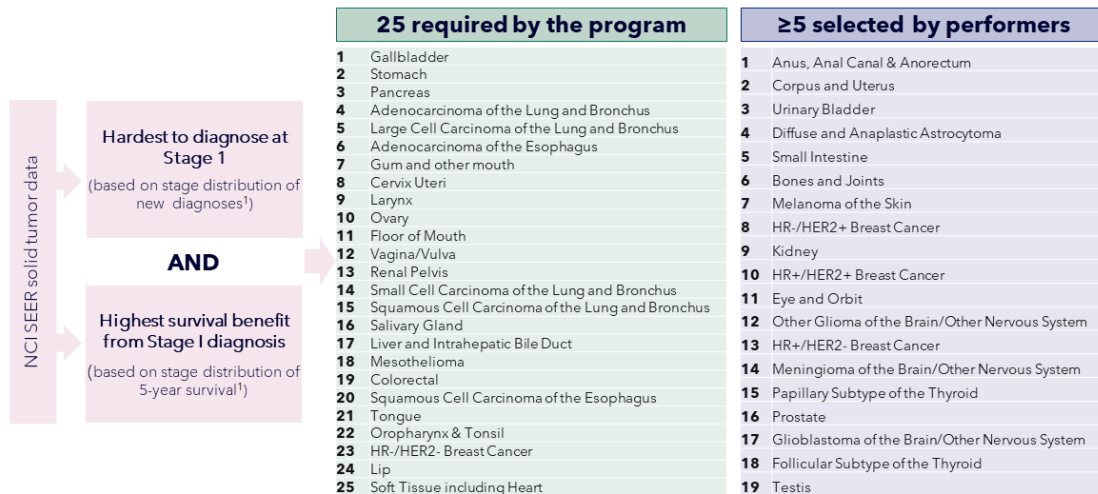 NCI SEER solid tumor data
Hardest to diagnose at
Stage 1
(based on stage distribution of
new diagnoses¹)
AND
Highest survival benefit
from Stage I diagnosis
(based on stage distribution of
5-year survival¹)
25 required by the program
1 Gallbladder
2 Stomach
3 Pancreas
4 Adenocarcinoma of the Lung and Bronchus
5 Large Cell Carcinoma of the Lung and Bronchus
6 Adenocarcinoma of the Esophagus
7 Gum and other mouth
8 Cervix Uteri
9 Larynx
10 Ovary
11 Floor of Mouth
12 Vagina/Vulva
13 Renal Pelvis
14 Small Cell Carcinoma of the Lung and Bronchus
15 Squamous Cell Carcinoma of the Lung and Bronchus
16 Salivary Gland
17 Liver and Intrahepatic Bile Duct
18 Mesothelioma
19 Colorectal
20 Squamous Cell Carcinoma of the Esophagus
21 Tongue
22 Oropharynx & Tonsil
23 HR-/HER2- Breast Cancer
24 Lip
25 Soft Tissue including Heart
≥5 selected by performers
1 Anus, Anal Canal & Anorectum
2 Corpus and Uterus
3 Urinary Bladder
4 Diffuse and Anaplastic Astrocytoma
5 Small Intestine
6 Bones and Joints
7 Melanoma of the Skin
8 HR-/HER2+ Breast Cancer
9 Kidney
10 HR+/HER2+ Breast Cancer
11 Eye and Orbit
12 Other Glioma of the Brain/Other Nervous System
13 HR+/HER2- Breast Cancer
14 Meningioma of the Brain/Other Nervous System
15 Papillary Subtype of the Thyroid
16 Prostate
17 Glioblastoma of the Brain/Other Nervous System
18 Follicular Subtype of the Thyroid
19 Testis